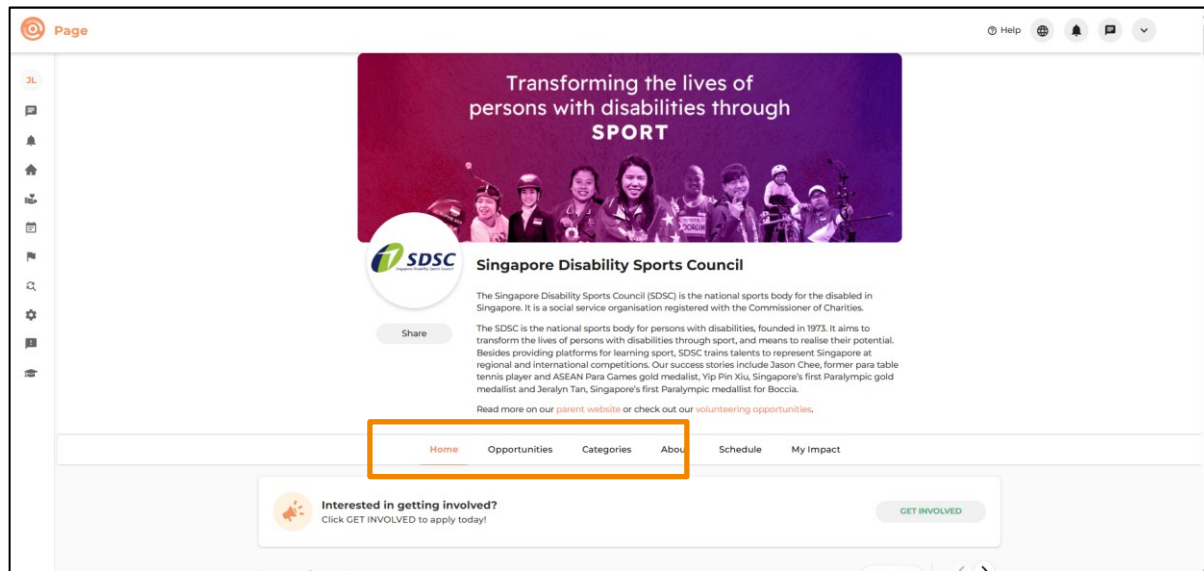 Page
Help
JL
Transforming the lives of
persons with disabilities through
SPORT
SDSC
Singapore Disability Sports Council
Singapore Disability Sports Council
The Singapore Disability Sports Council (SDSC) is the national sports body for the disabled in
Singapore. It is a social service organisation registered with the Commissioner of Charities.
Share
The SDSC is the national sports body for persons with disabilities, founded in 1973. It aims to
transform the lives of persons with disabilities through sport, and means to realise their potential.
Besides providing platforms for learning sport, SDSC trains talents to represent Singapore at
regional and international competitions. Our success stories include Jason Chee, former para table
tennis player and ASEAN Para Games gold medalist, Yip Pin Xiu, Singapore's first Paralympic gold
medallist and Jeralyn Tan, Singapore's first Paralympic medallist for Boccia.
Read more on our parent website or check out our volunteering opportunities.
Home Opportunities Categories Abou Schedule My Impact
Interested in getting involved?
Click GET INVOLVED to apply today!
GET INVOLVED